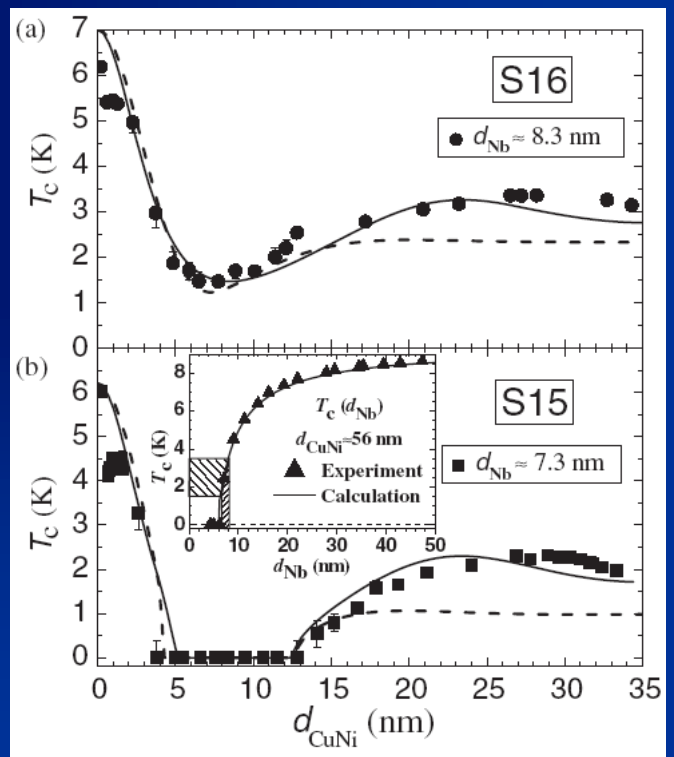 (a)
7
6
5
4
3
2
1
0
T_c (K)
S16
● d_Nb ≈ 8.3 nm
(b)
6
5
4
3
2
1
0
T_c (K)
S15
■ d_Nb ≈ 7.3 nm
8
6
4
2
0
T_c (K)
T_c (d_Nb)
d_CuNi≈56 nm
▲ Experiment
— Calculation
0 10 20 30 40 50
d_Nb (nm)
0 5 10 15 20 25 30 35
d_CuNi (nm)